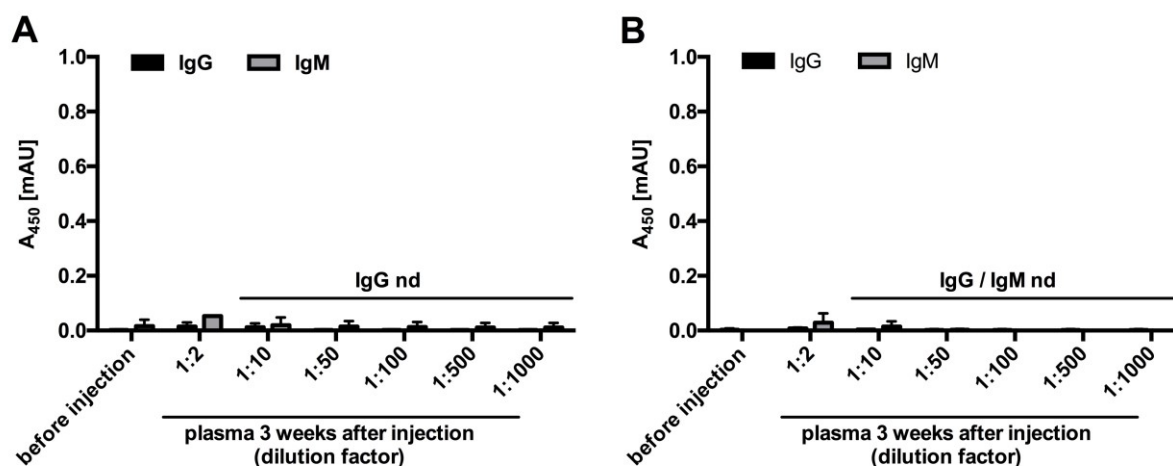 A
IgG IgM
A450 [mAU]
1.0
0.8
0.6
0.4
0.2
0.0
IgG nd
before injection
1:2
1:10
1:50
1:100
1:500
1:1000
plasma 3 weeks after injection
(dilution factor)
B
IgG IgM
A450 [mAU]
1.0
0.8
0.6
0.4
0.2
0.0
IgG / IgM nd
before injection
1:2
1:10
1:50
1:100
1:500
1:1000
plasma 3 weeks after injection
(dilution factor)